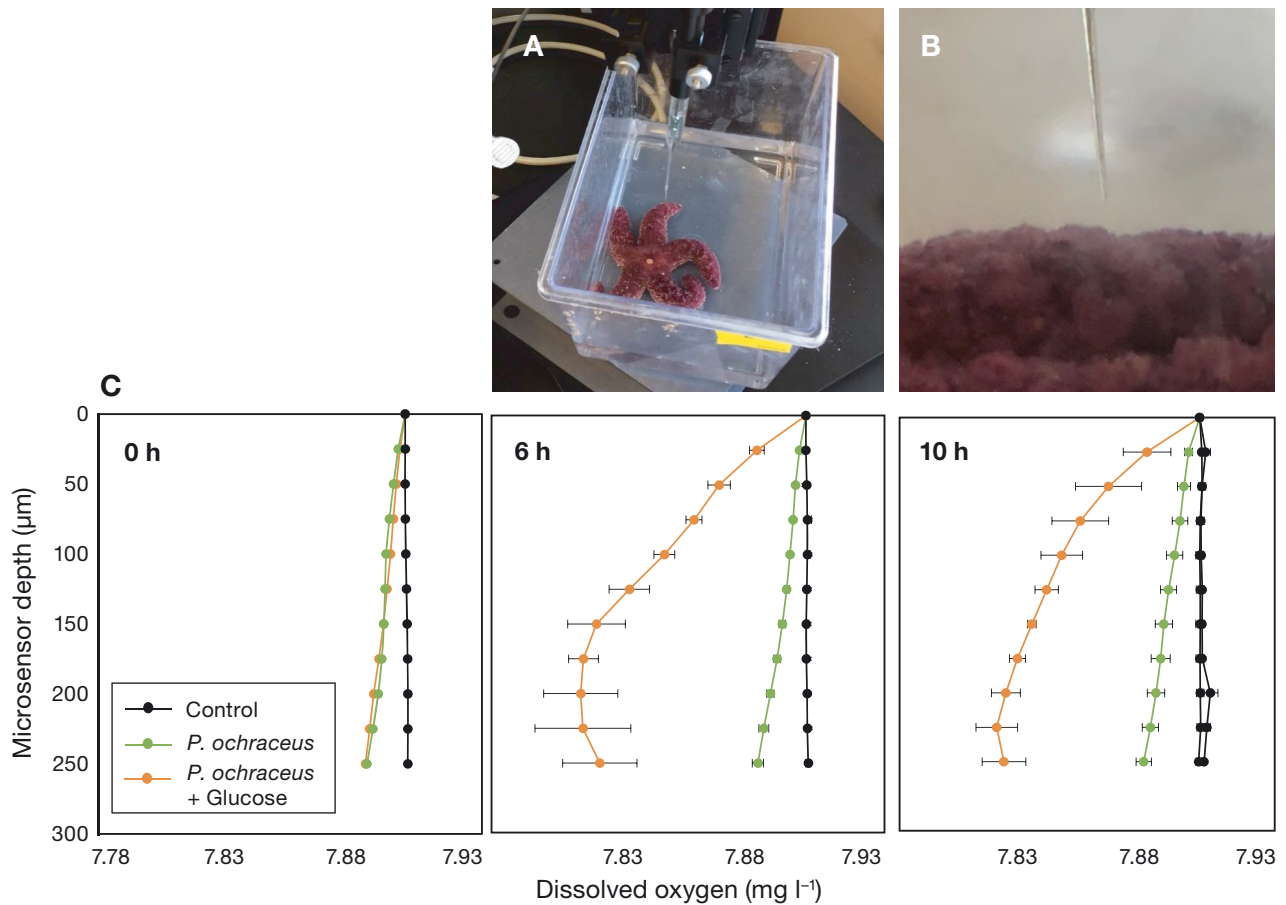 A
B
C
0 h
6 h
10 h
0
50
100
150
200
250
300
Microsensor depth (µm)
Control
P. ochraceus
P. ochraceus
+ Glucose
7.78
7.83
7.88
7.93
7.83
7.88
7.93
7.83
7.88
7.93
Dissolved oxygen (mg l⁻¹)